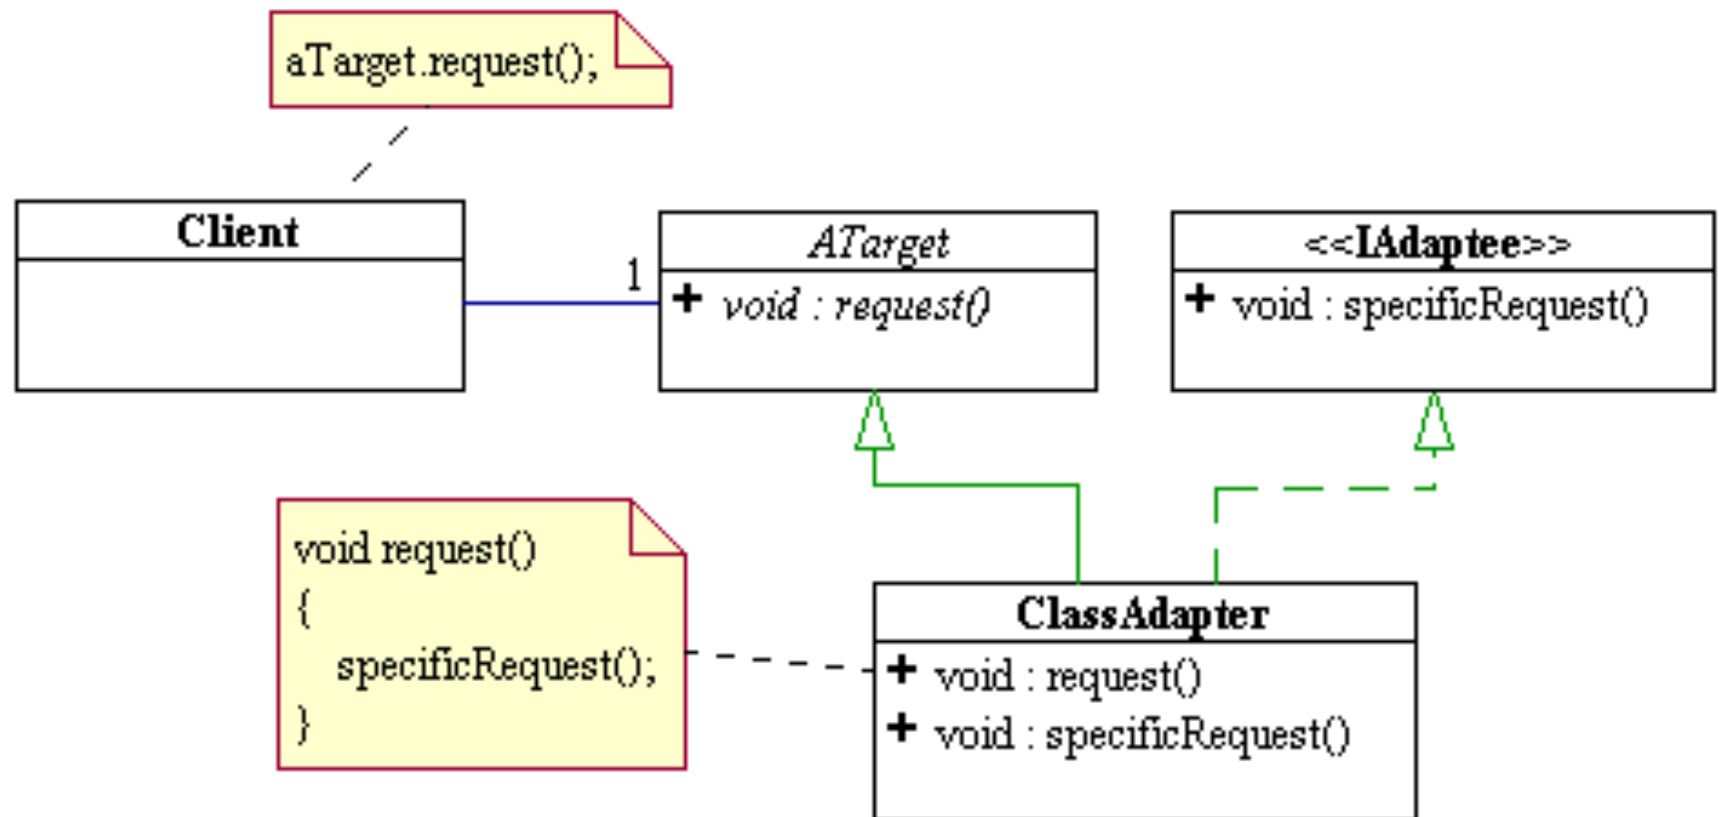 aTarget.request();
Client
1
ATarget
+ void : request()
<<IAdaptee>>
+ void : specificRequest()
void request()
{
specificRequest();
}
ClassAdapter
+ void : request()
+ void : specificRequest()